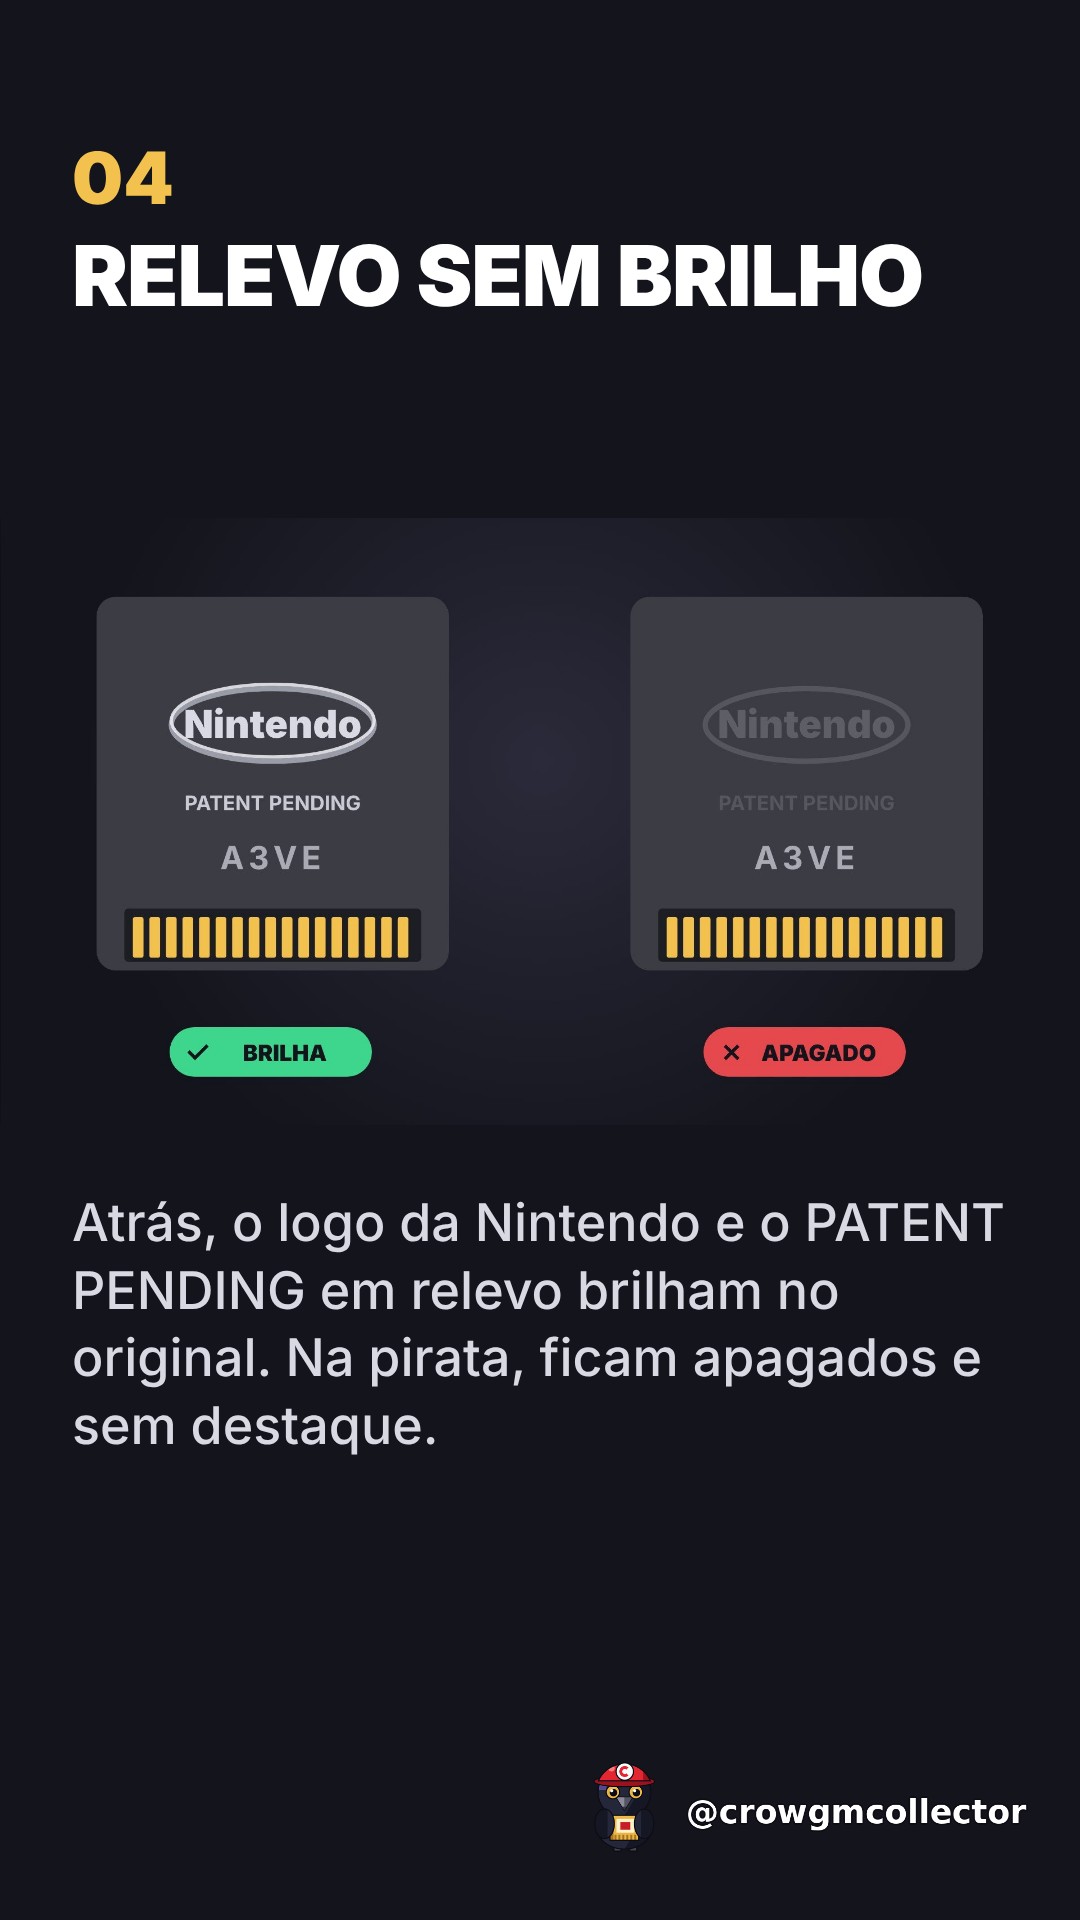 04
RELEVO SEM BRILHO
Nintendo
PATENT PENDING
A3VE
BRILHA
Nintendo
PATENT PENDING
A3VE
APAGADO
Atrás, o logo da Nintendo e o PATENT
PENDING em relevo brilham no
original. Na pirata, ficam apagados e
sem destaque.
C
@crowgmcollector